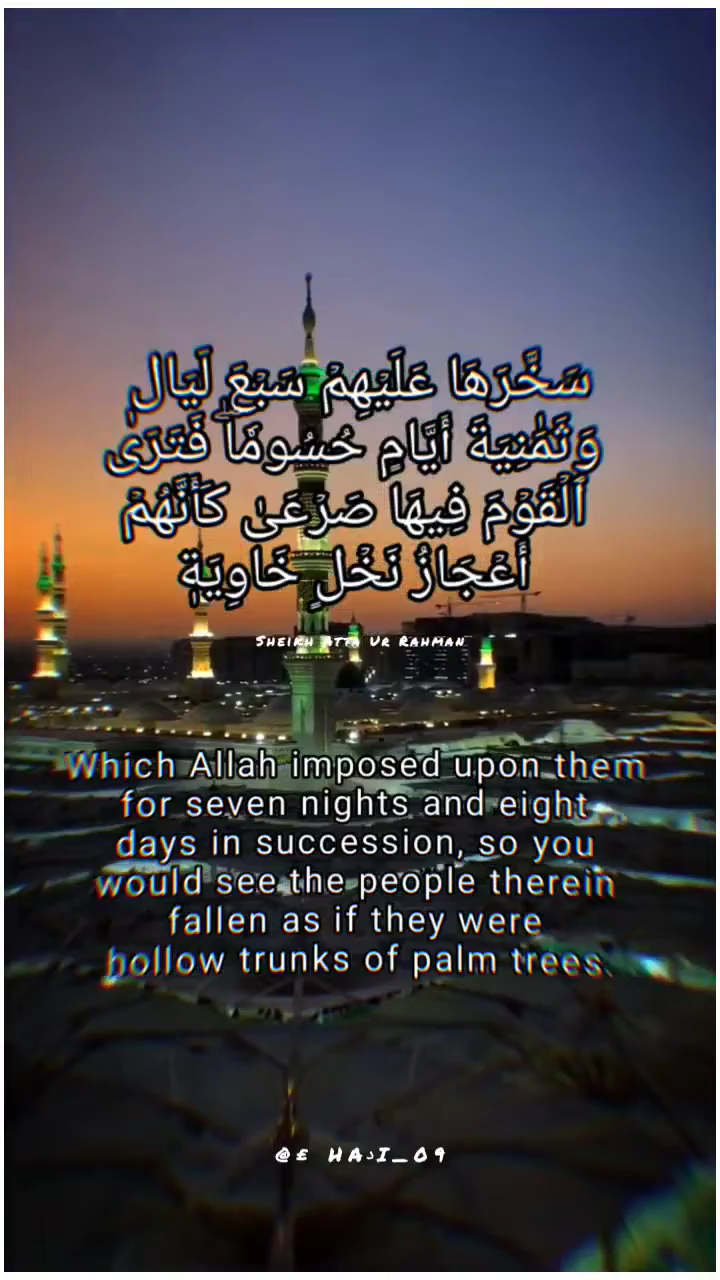 سَخَّرَهَا عَلَيْهِمْ سَبْعَ لَيَالٍ
وَثَمَٰنِيَةَ أَيَّامٍ حُسُومًاۖ فَتَرَى
ٱلْقَوْمَ فِيهَا صَرْعَىٰ كَأَنَّهُمْ
أَعْجَازُ نَخْلٍ خَاوِيَةٍ
SHEIKH ATTA UR RAHMAN
Which Allah imposed upon them
for seven nights and eight
days in succession, so you
would see the people therein
fallen as if they were
hollow trunks of palm trees.
@E HAJI_09